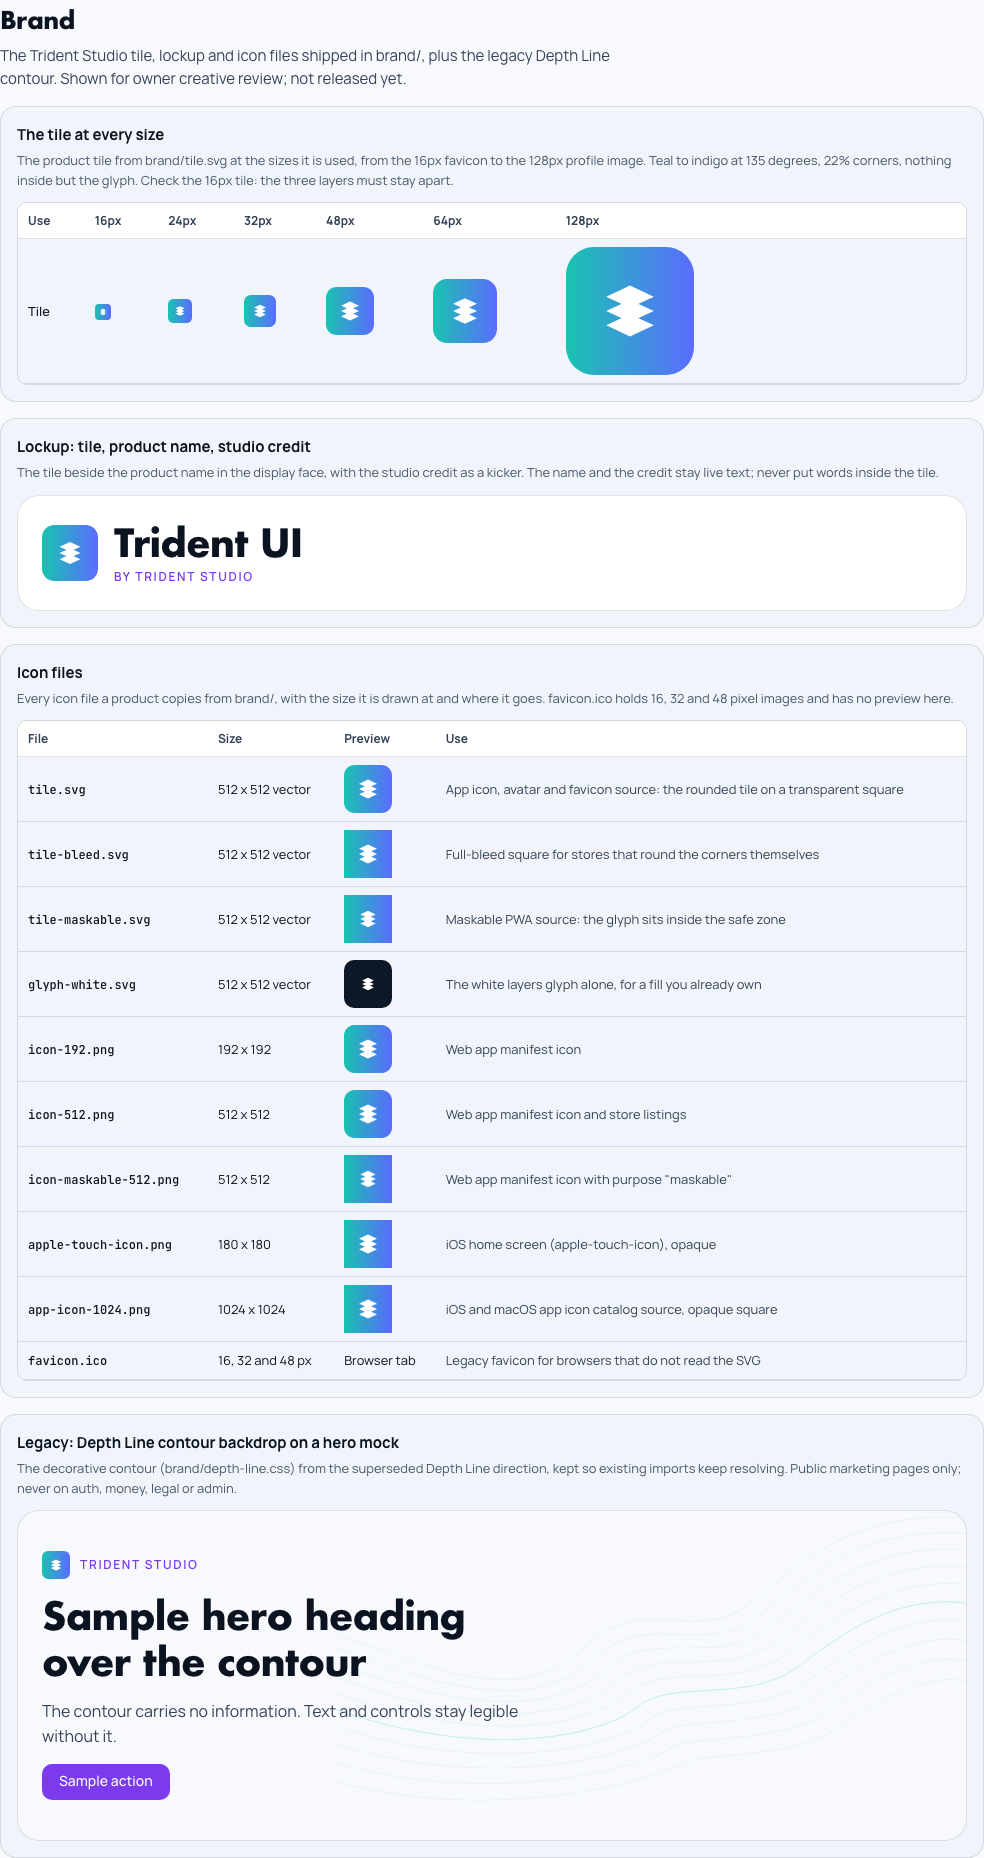 Brand
The Trident Studio tile, lockup and icon files shipped in brand/, plus the legacy Depth Line
contour. Shown for owner creative review; not released yet.
The tile at every size
The product tile from brand/tile.svg at the sizes it is used, from the 16px favicon to the 128px profile image. Teal to indigo at 135 degrees, 22% corners, nothing
inside but the glyph. Check the 16px tile: the three layers must stay apart.
Use 16px 24px 32px 48px 64px 128px
Tile
Lockup: tile, product name, studio credit
The tile beside the product name in the display face, with the studio credit as a kicker. The name and the credit stay live text; never put words inside the tile.
Trident UI
BY TRIDENT STUDIO
Icon files
Every icon file a product copies from brand/, with the size it is drawn at and where it goes. favicon.ico holds 16, 32 and 48 pixel images and has no preview here.
File Size Preview Use
tile.svg 512 x 512 vector App icon, avatar and favicon source: the rounded tile on a transparent square
tile-bleed.svg 512 x 512 vector Full-bleed square for stores that round the corners themselves
tile-maskable.svg 512 x 512 vector Maskable PWA source: the glyph sits inside the safe zone
glyph-white.svg 512 x 512 vector The white layers glyph alone, for a fill you already own
icon-192.png 192 x 192 Web app manifest icon
icon-512.png 512 x 512 Web app manifest icon and store listings
icon-maskable-512.png 512 x 512 Web app manifest icon with purpose "maskable"
apple-touch-icon.png 180 x 180 iOS home screen (apple-touch-icon), opaque
app-icon-1024.png 1024 x 1024 iOS and macOS app icon catalog source, opaque square
favicon.ico 16, 32 and 48 px Browser tab Legacy favicon for browsers that do not read the SVG
Legacy: Depth Line contour backdrop on a hero mock
The decorative contour (brand/depth-line.css) from the superseded Depth Line direction, kept so existing imports keep resolving. Public marketing pages only;
never on auth, money, legal or admin.
TRIDENT STUDIO
Sample hero heading
over the contour
The contour carries no information. Text and controls stay legible
without it.
Sample action